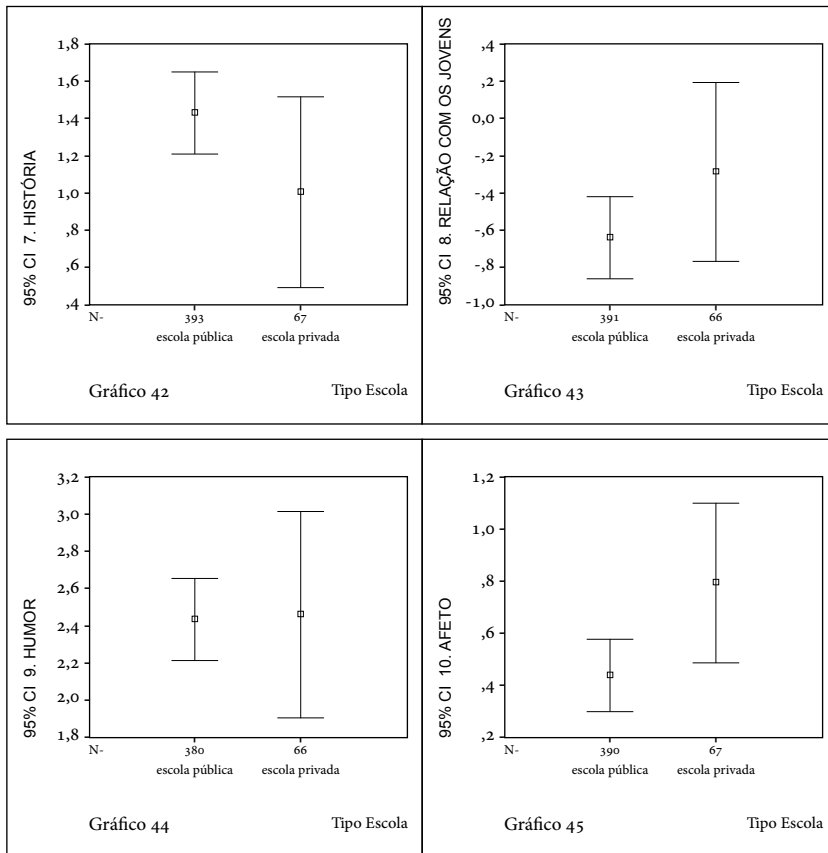 95% CI 7. HISTÓRIA
1,8
1,6
1,4
1,2
1,0
,8
,6
,4
N-
393
67
escola pública
escola privada
Gráfico 42
Tipo Escola
95% CI 8. RELAÇÃO COM OS JOVENS
,4
,2
0,0
-,2
-,4
-,6
-,8
-1,0
N-
391
66
escola pública
escola privada
Gráfico 43
Tipo Escola
95% CI 9. HUMOR
3,2
3,0
2,8
2,6
2,4
2,2
2,0
1,8
N-
380
66
escola pública
escola privada
Gráfico 44
Tipo Escola
95% CI 10. AFETO
1,2
1,0
,8
,6
,4
,2
N-
390
67
escola pública
escola privada
Gráfico 45
Tipo Escola